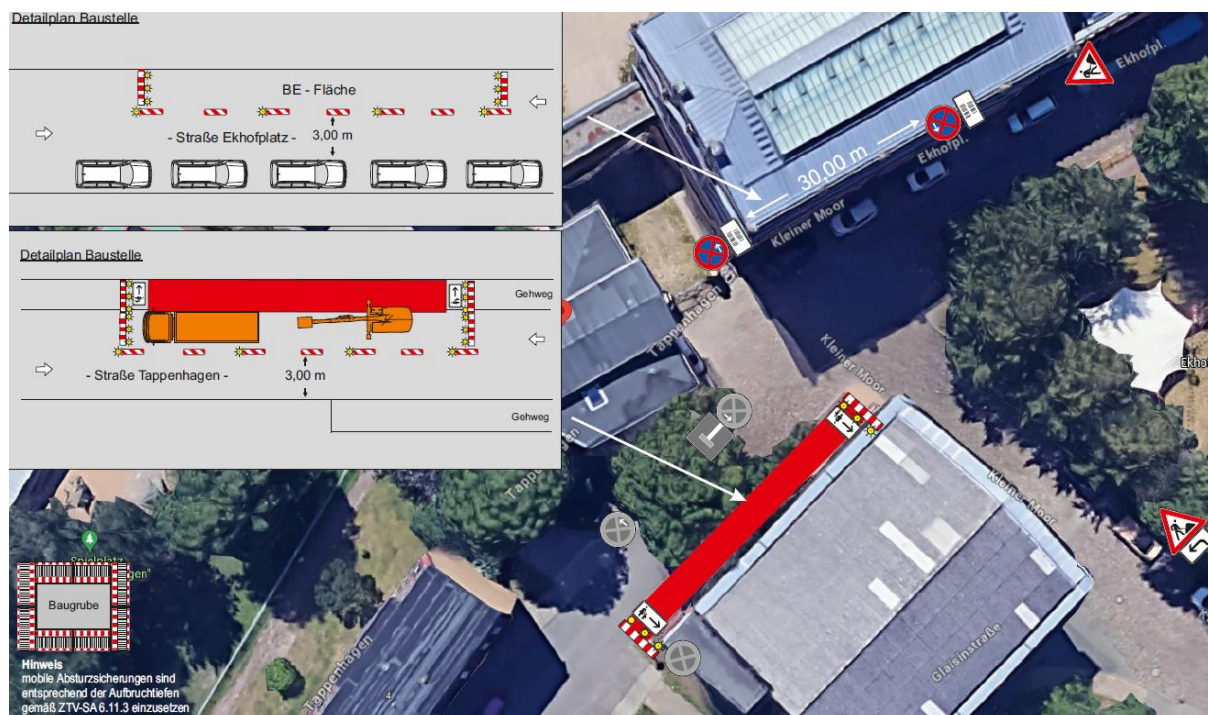 Detailplan Baustelle
BE - Fläche
- Straße Ekhofplatz -
3,00 m
Detailplan Baustelle
Gehweg
- Straße Tappenhagen -
3,00 m
Gehweg
Ekhofpl.
Ekhofpl.
30,00 m
Kleiner Moor
Tappenhagen
Kleiner Moor
Tappenhagen
Kleiner Moor
Glaisinstraße
Tappenhagen
4
Baugrube
Hinweis
mobile Absturzsicherungen sind
entsprechend der Aufbruchtiefen
gemäß ZTV-SA 6.11.3 einzusetzen